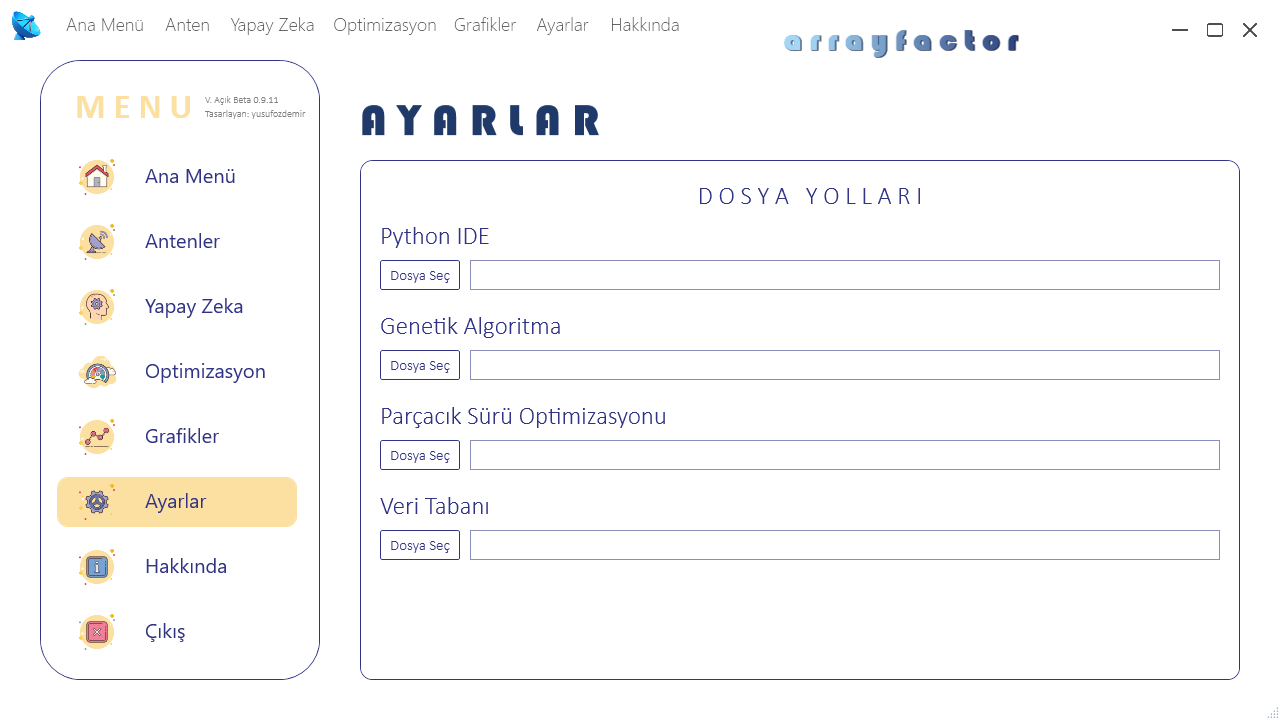 Ana Menü Anten Yapay Zeka Optimizasyon Grafikler Ayarlar Hakkında
arrayfactor
MENU
V. Açık Beta 0.9.11
Tasarlayan: yusufozdemir
Ana Menü
Antenler
Yapay Zeka
Optimizasyon
Grafikler
Ayarlar
Hakkında
Çıkış
AYARLAR
DOSYA YOLLARI
Python IDE
Dosya Seç
Genetik Algoritma
Dosya Seç
Parçacık Sürü Optimizasyonu
Dosya Seç
Veri Tabanı
Dosya Seç